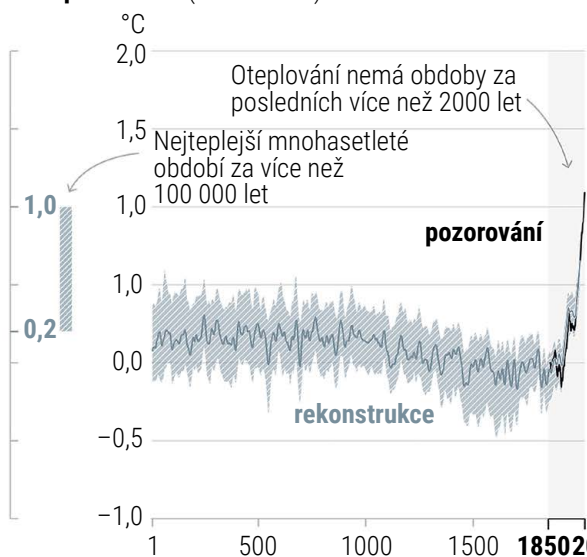 °C
2,0
Oteplování nemá obdoby za
posledních více než 2000 let
1,5
Nejteplejší mnohasetleté
období za více než
100 000 let
1,0
1,0
pozorování
1,0
0,2
0,0
rekonstrukce
−0,5
−1,0
1
500
1000
1500
1850